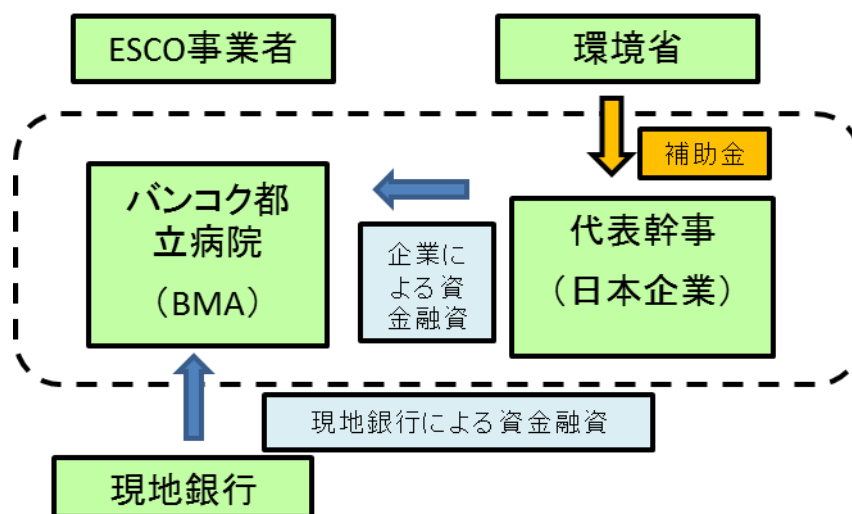 ESCO事業者
環境省
補助金
バンコク都
立病院
（BMA）
企業に
よる資
金融資
代表幹事
（日本企業）
現地銀行による資金融資
現地銀行